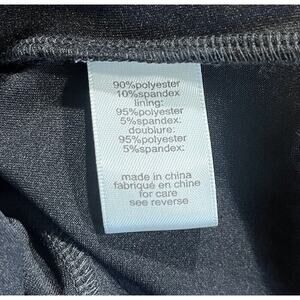 90%polyester
10%spandex
lining:
95%polyester
5%spandex:
doublure:
95%polyester
5%spandex:
made in china
fabriqué en chine
for care
see reverse